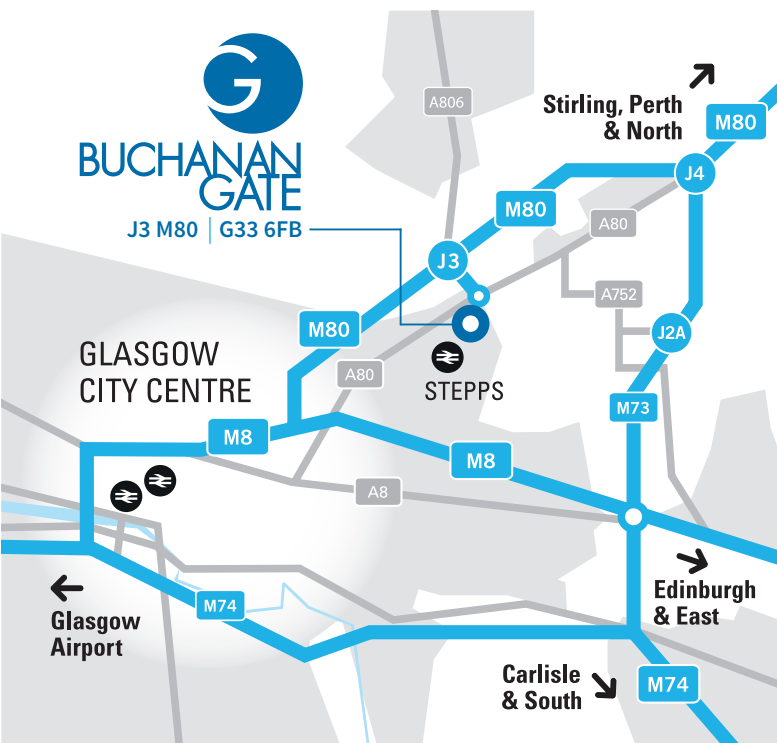 G
BUCHANAN
GATE
J3 M80 | G33 6FB
A806
Stirling, Perth
& North
M80
J4
M80
A80
J3
A752
M80
J2A
GLASGOW
CITY CENTRE
A80
STEPPS
M73
M8
M8
A8
Glasgow
Airport
M74
Edinburgh
& East
Carlisle
& South
M74